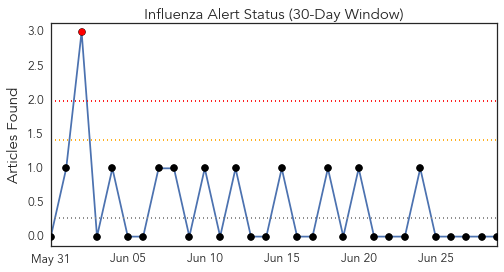 Influenza Alert Status (30-Day Window)
Articles Found
3.0
2.5
2.0
1.5
1.0
0.5
0.0
May 31
Jun 05
Jun 10
Jun 15
Jun 20
Jun 25